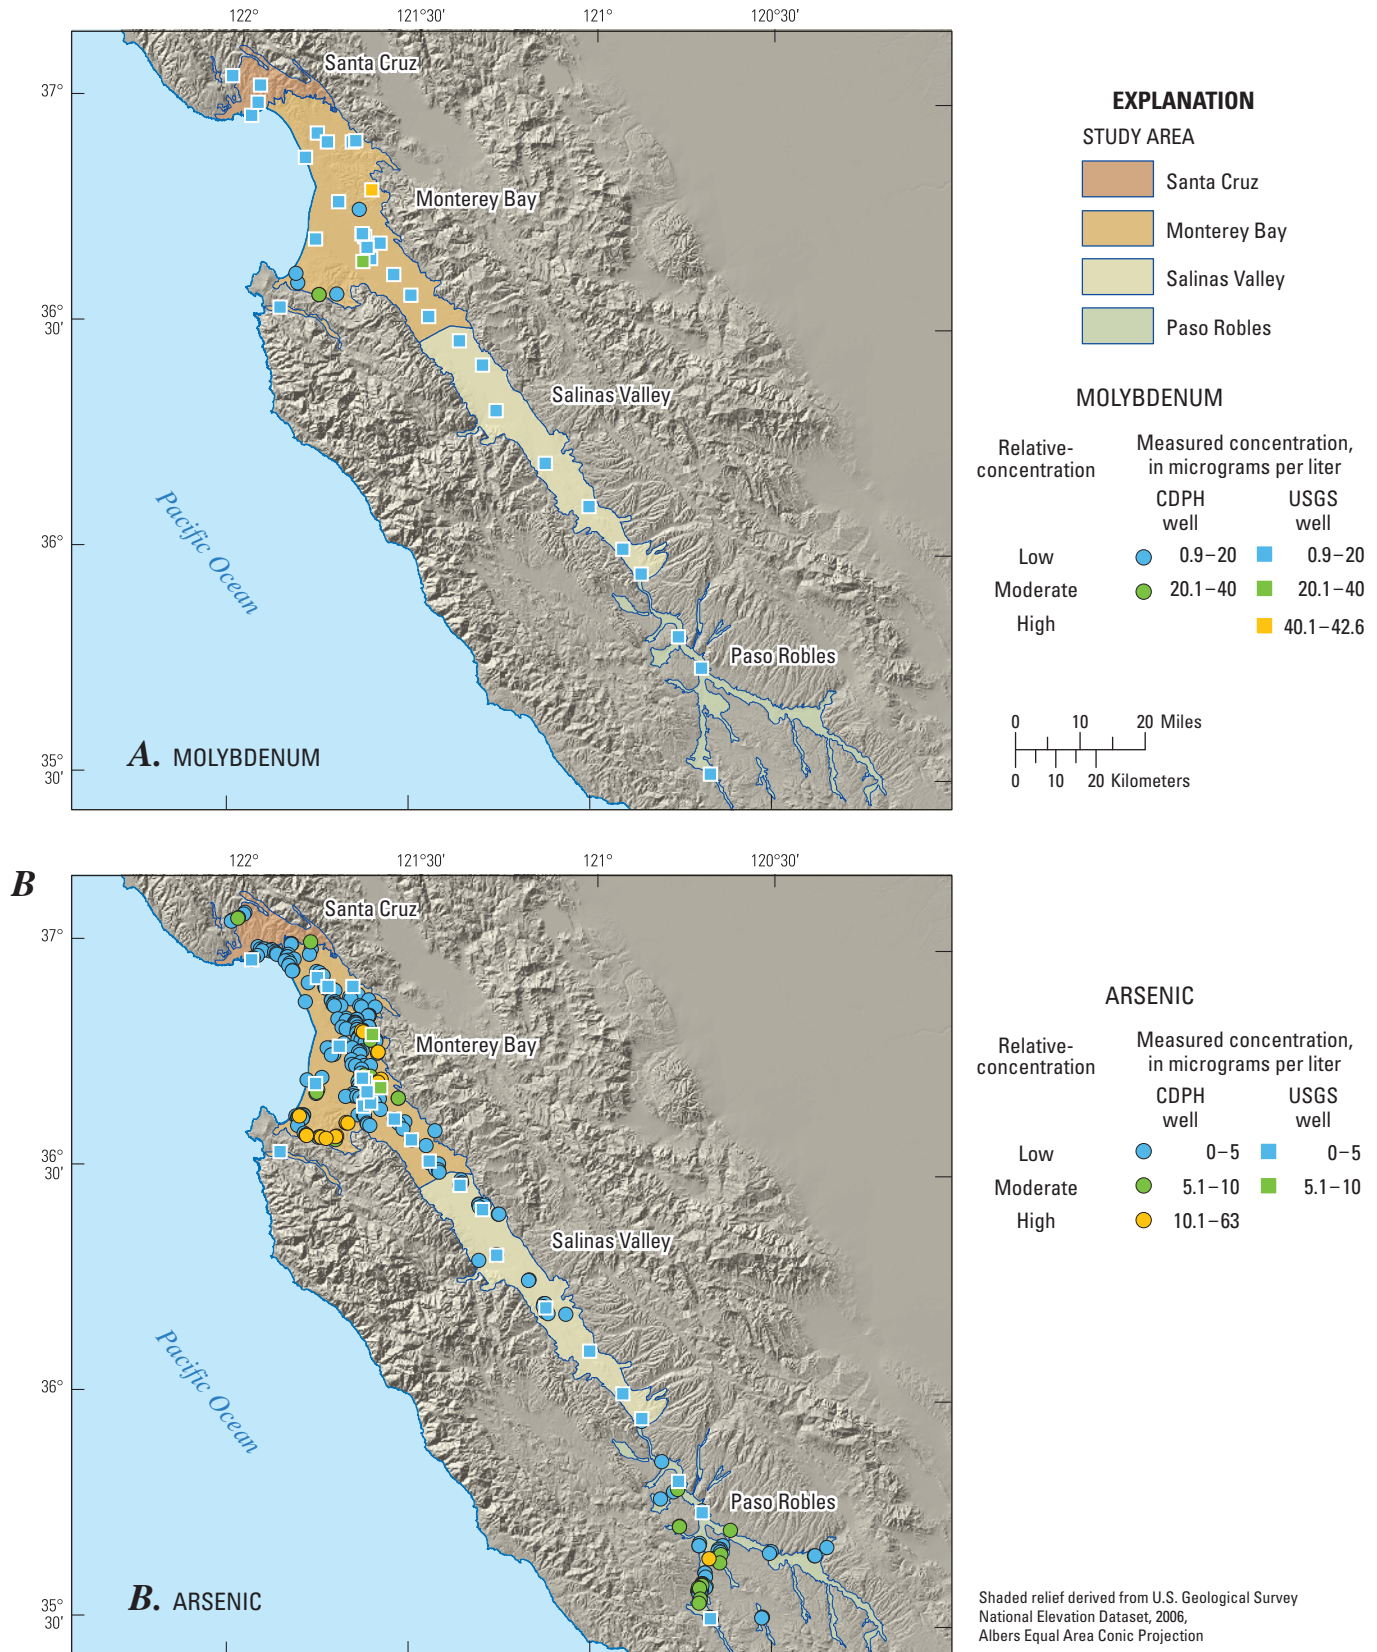 122°
121°30'
121°
120°30'
37°
36°
30'
36°
35°
30'
Santa Cruz
Monterey Bay
Salinas Valley
Paso Robles
Pacific Ocean
A. MOLYBDENUM
EXPLANATION
STUDY AREA
Santa Cruz
Monterey Bay
Salinas Valley
Paso Robles
MOLYBDENUM
Relative-
concentration
Measured concentration,
in micrograms per liter
CDPH
well
USGS
well
Low 0.9–20 0.9–20
Moderate 20.1–40 20.1–40
High 40.1–42.6
0 10 20 Miles
0 10 20 Kilometers
B
122°
121°30'
121°
120°30'
37°
36°
30'
36°
35°
30'
Santa Cruz
Monterey Bay
Salinas Valley
Paso Robles
Pacific Ocean
B. ARSENIC
ARSENIC
Relative-
concentration
Measured concentration,
in micrograms per liter
CDPH
well
USGS
well
Low 0–5 0–5
Moderate 5.1–10 5.1–10
High 10.1–63
Shaded relief derived from U.S. Geological Survey
National Elevation Dataset, 2006,
Albers Equal Area Conic Projection